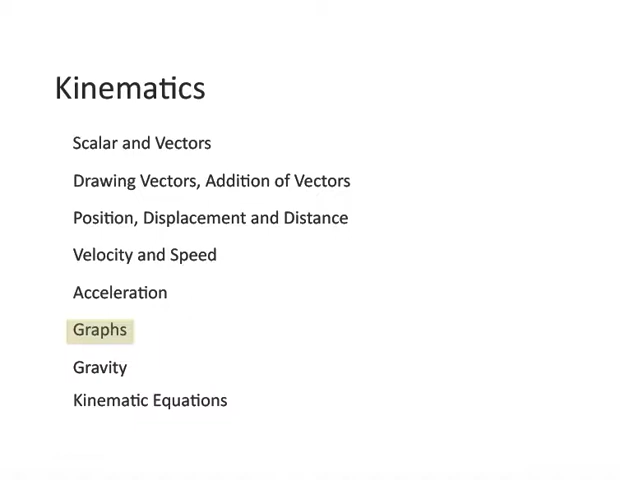 Kinematics
Scalar and Vectors
Drawing Vectors, Addition of Vectors
Position, Displacement and Distance
Velocity and Speed
Acceleration
Graphs
Gravity
Kinematic Equations